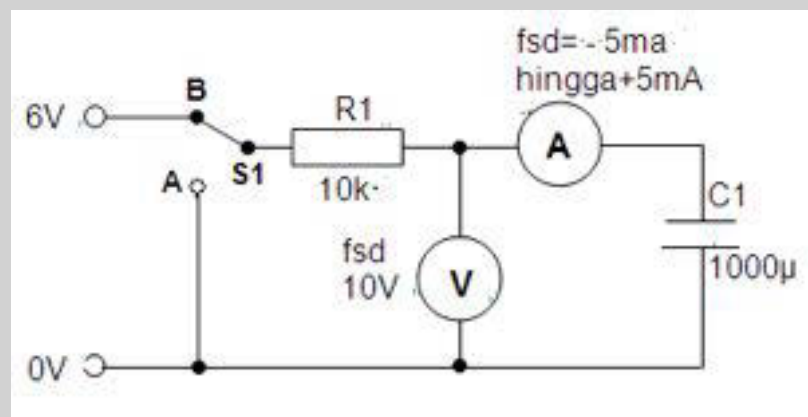 fsd=-5ma
hingga+5mA
B
6V
R1
A
A
S1
10k
C1
fsd
10V
V
1000µ
0V